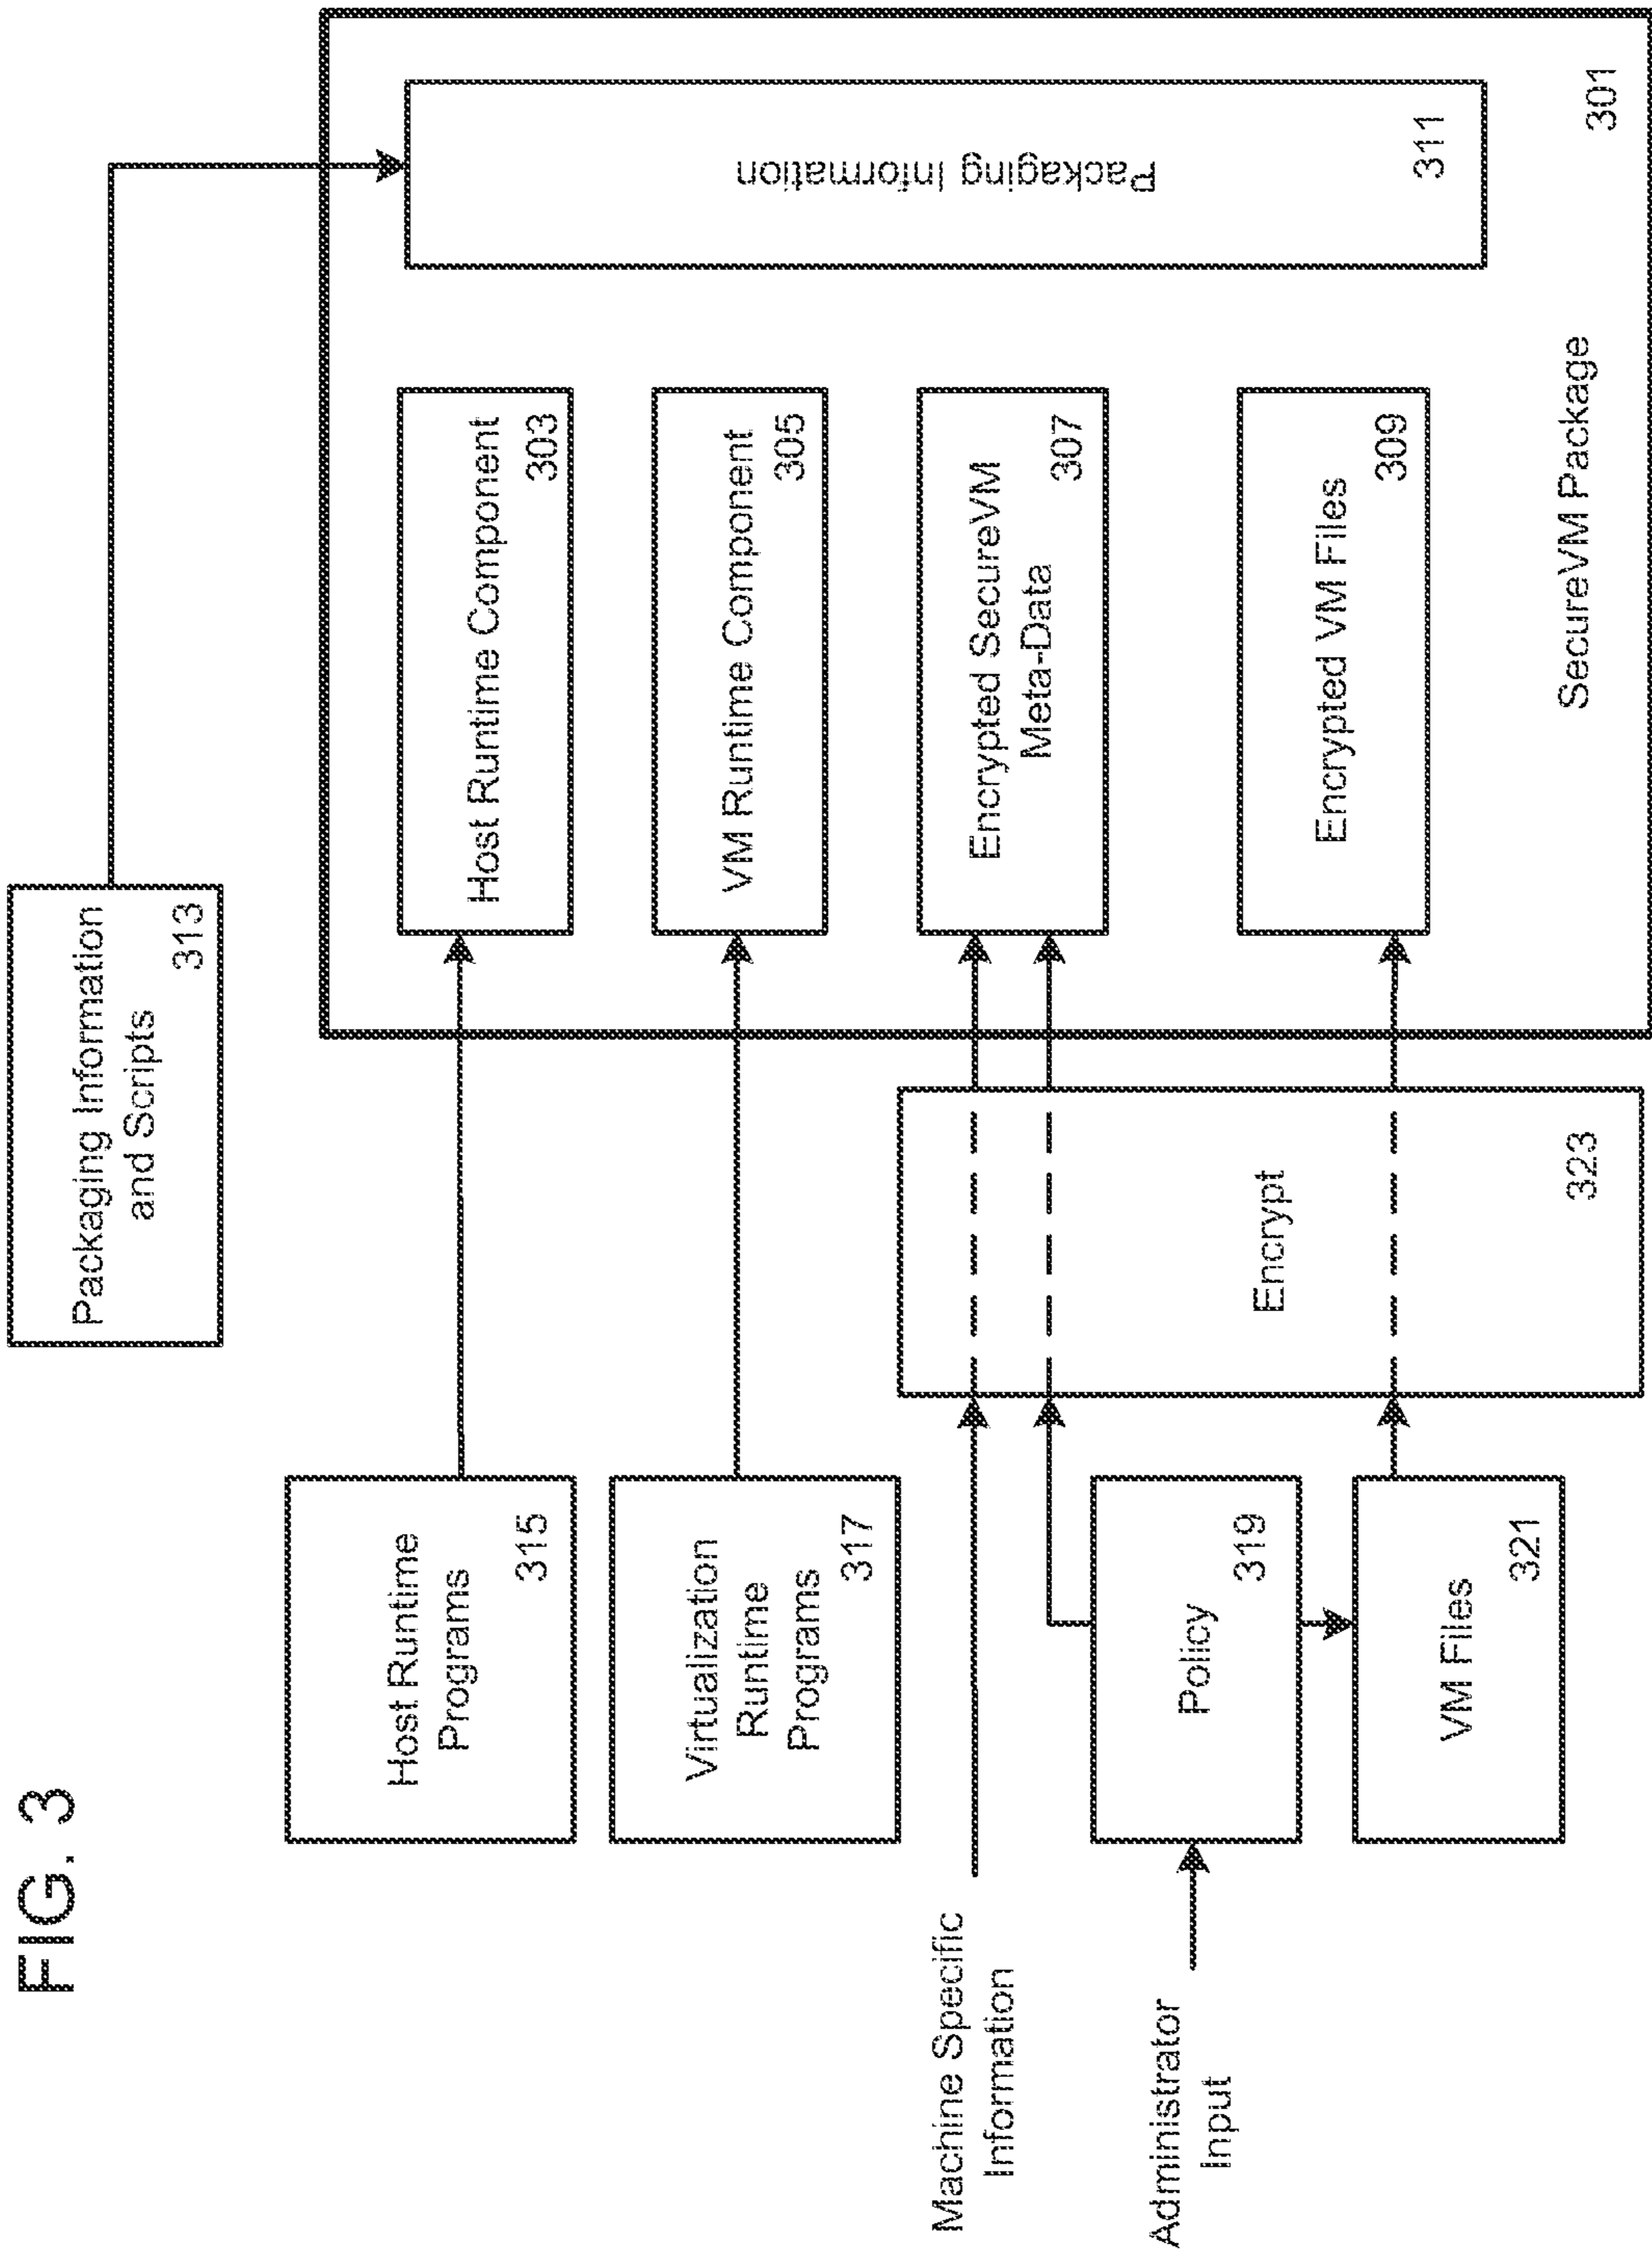 FIG. 3
Packaging Information
and Scripts
313
Host Runtime
Programs
315
Host Runtime Component
303
Virtualization
Runtime
Programs
317
VM Runtime Component
305
Machine Specific
Information
Encrypted SecureVM
Meta-Data
307
Administrator
Input
Policy
319
Encrypt
323
VM Files
321
Encrypted VM Files
309
Packaging Information
311
SecureVM Package
301